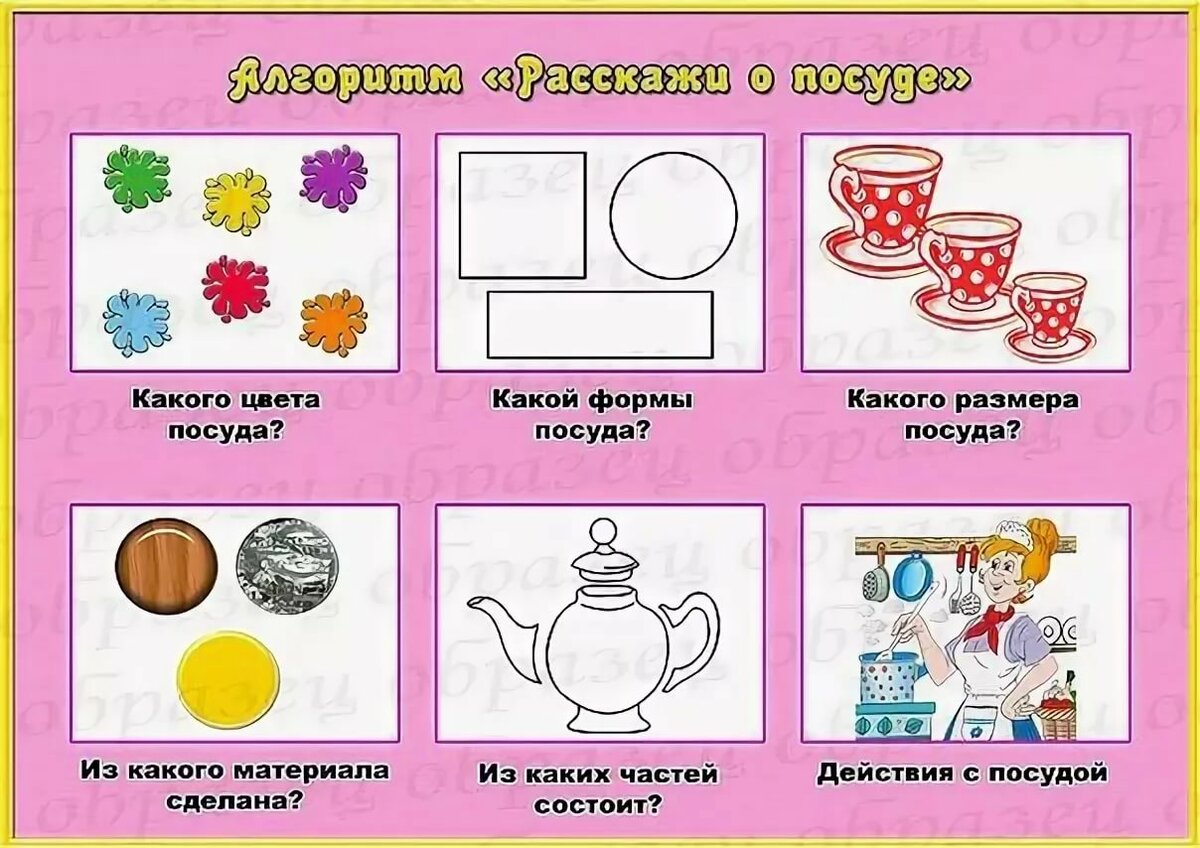 Алгоритм «Расскажи о посуде»
Какого цвета
посуда?
Какой формы
посуда?
Какого размера
посуда?
Из какого материала
сделана?
Из каких частей
состоит?
Действия с посудой
образец